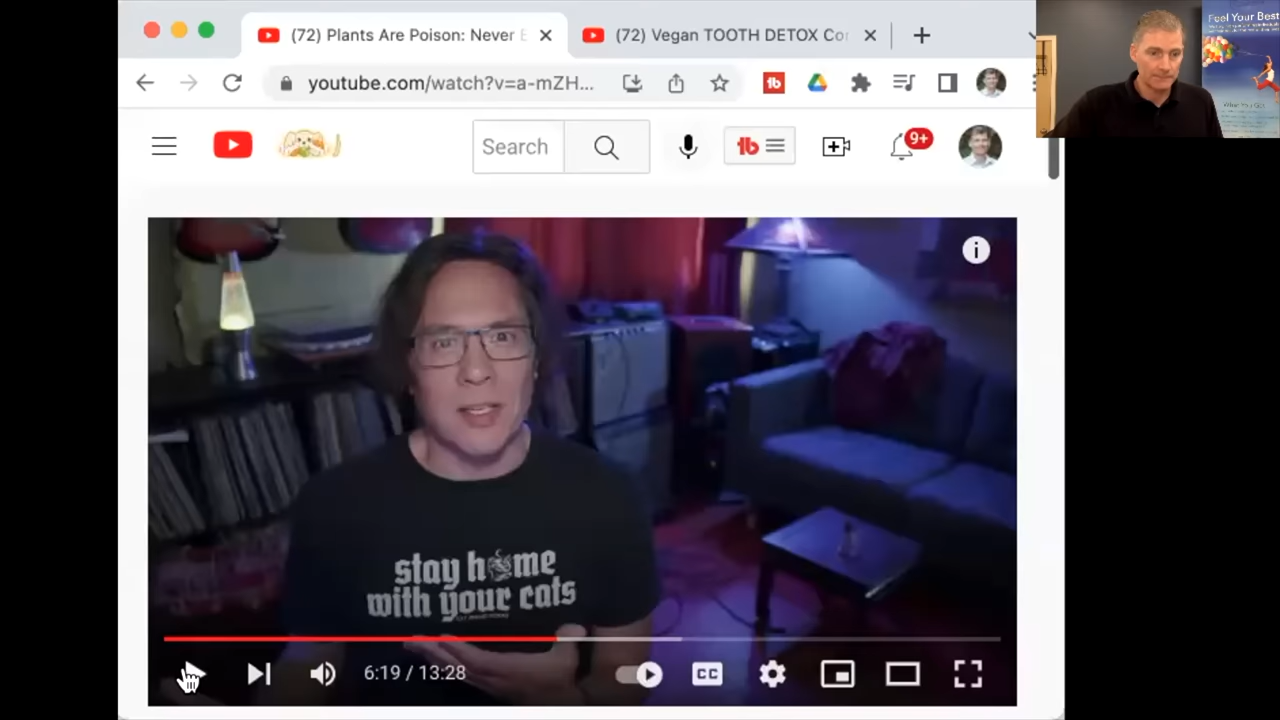 (72) Plants Are Poison: Never
(72) Vegan TOOTH DETOX Co
youtube.com/watch?v=a-mZH...
Feel Your Best
Search
9+
stay home
with your cats
6:19 / 13:28
CC